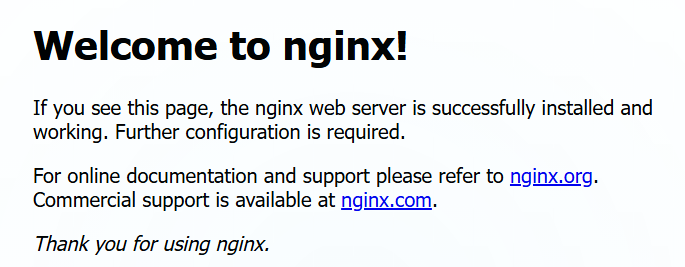 Welcome to nginx!
If you see this page, the nginx web server is successfully installed and
working. Further configuration is required.
For online documentation and support please refer to nginx.org.
Commercial support is available at nginx.com.
Thank you for using nginx.